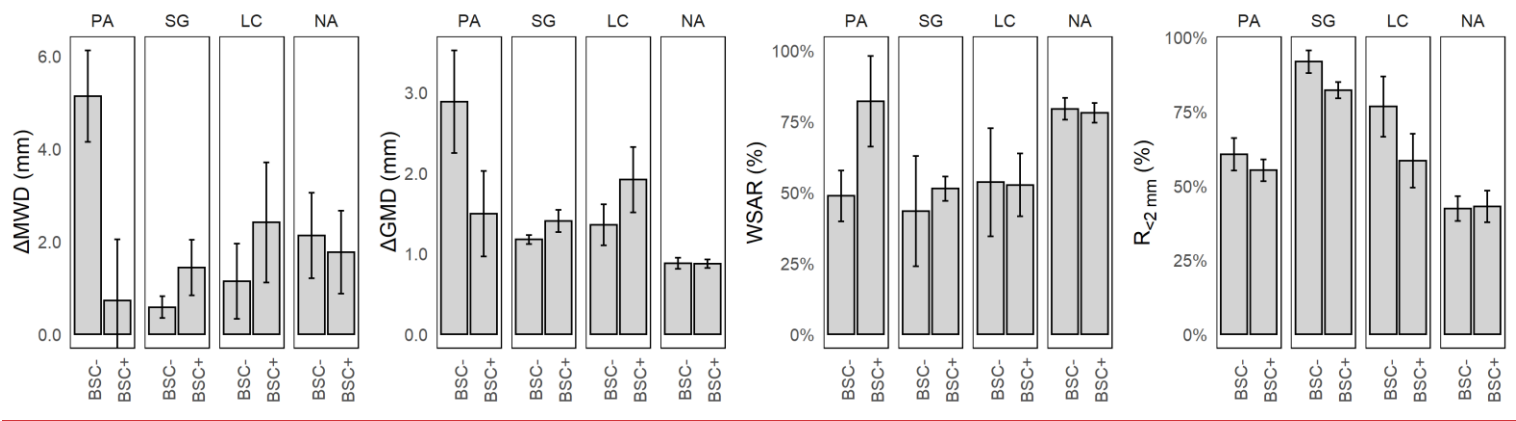 PA SG LC NA
ΔMWD (mm)
6.0
4.0
2.0
0.0
BSC- BSC+ BSC- BSC+ BSC- BSC+ BSC- BSC+
PA SG LC NA
ΔGMD (mm)
3.0
2.0
1.0
0.0
BSC- BSC+ BSC- BSC+ BSC- BSC+ BSC- BSC+
PA SG LC NA
WSAR (%)
100%
75%
50%
25%
0%
BSC- BSC+ BSC- BSC+ BSC- BSC+ BSC- BSC+
PA SG LC NA
R<2 mm (%)
100%
75%
50%
25%
0%
BSC- BSC+ BSC- BSC+ BSC- BSC+ BSC- BSC+